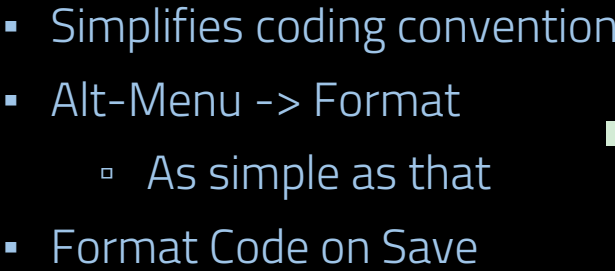 ▪ Simplifies coding convention
▪ Alt-Menu -> Format
▫ As simple as that
▪ Format Code on Save